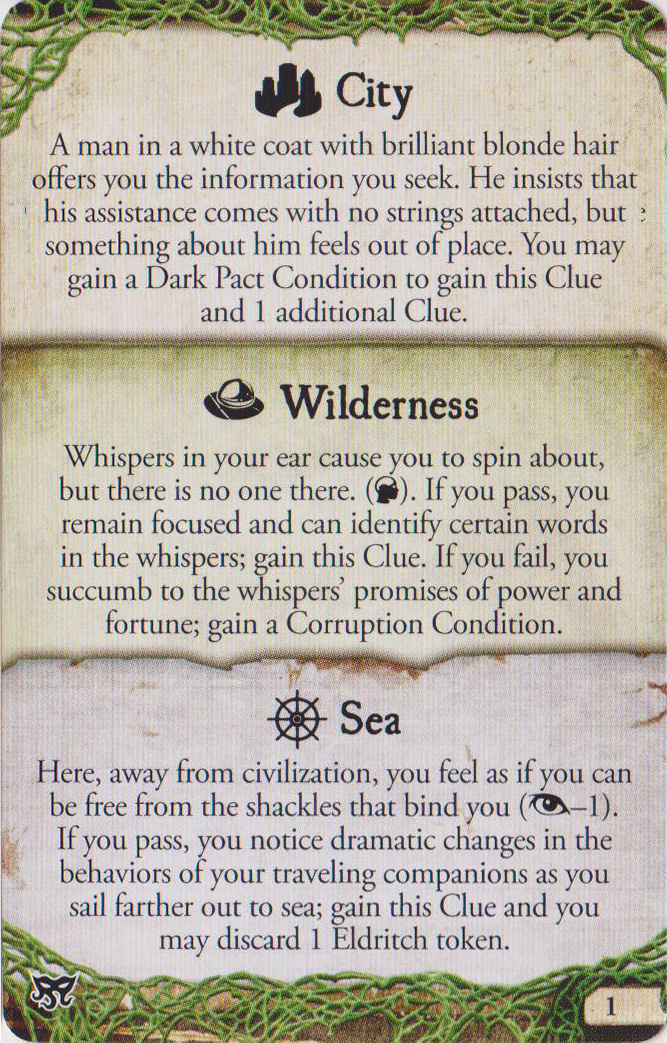 City
A man in a white coat with brilliant blonde hair
offers you the information you seek. He insists that
his assistance comes with no strings attached, but
something about him feels out of place. You may
gain a Dark Pact Condition to gain this Clue
and 1 additional Clue.
Wilderness
Whispers in your ear cause you to spin about,
but there is no one there. (). If you pass, you
remain focused and can identify certain words
in the whispers; gain this Clue. If you fail, you
succumb to the whispers’ promises of power and
fortune; gain a Corruption Condition.
Sea
Here, away from civilization, you feel as if you can
be free from the shackles that bind you (–1).
If you pass, you notice dramatic changes in the
behaviors of your traveling companions as you
sail farther out to sea; gain this Clue and you
may discard 1 Eldritch token.
1